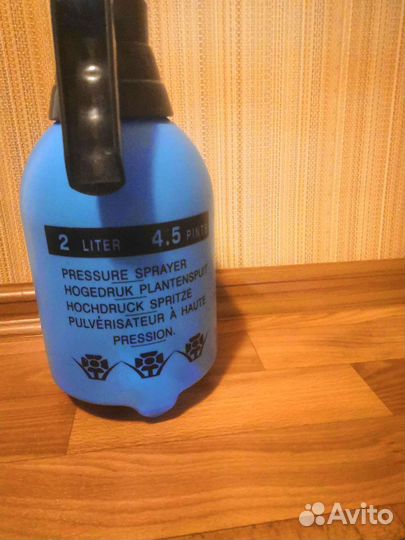 2 LITER 4.5 PINTS
PRESSURE SPRAYER
HOGEDRUK PLANTENSPUIT
HOCHDRUCK SPRITZE
PULVÉRISATEUR À HAUTE
PRESSION.
Avito